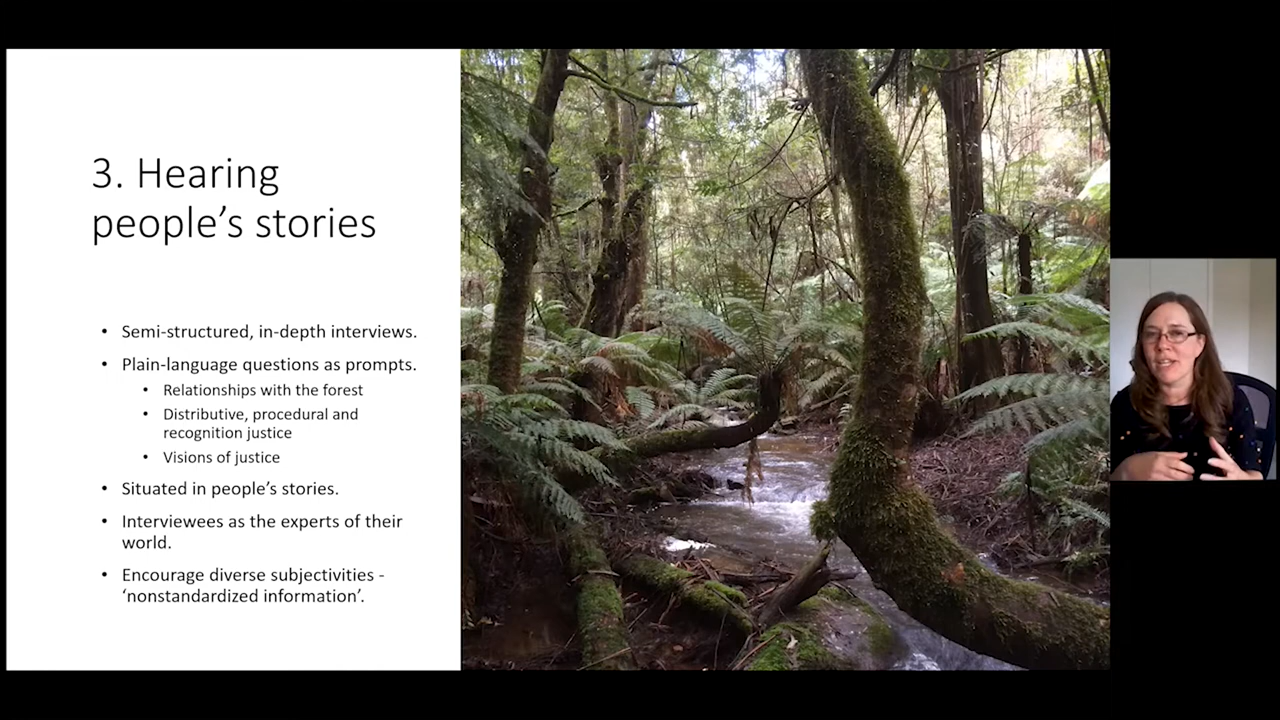 3. Hearing
people’s stories
• Semi-structured, in-depth interviews.
• Plain-language questions as prompts.
• Relationships with the forest
• Distributive, procedural and
recognition justice
• Visions of justice
• Situated in people’s stories.
• Interviewees as the experts of their
world.
• Encourage diverse subjectivities -
‘nonstandardized information’.